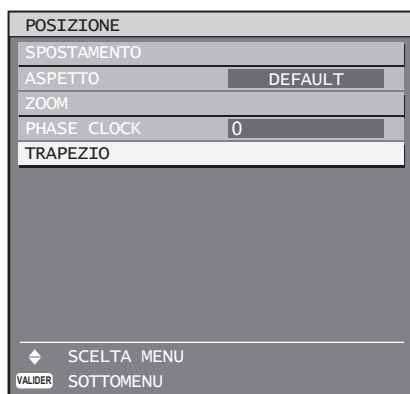 POSIZIONE
SPOSTAMENTO
ASPETTO DEFAULT
ZOOM
PHASE CLOCK 0
TRAPEZIO
SCELTA MENU
VALIDER SOTTOMENU